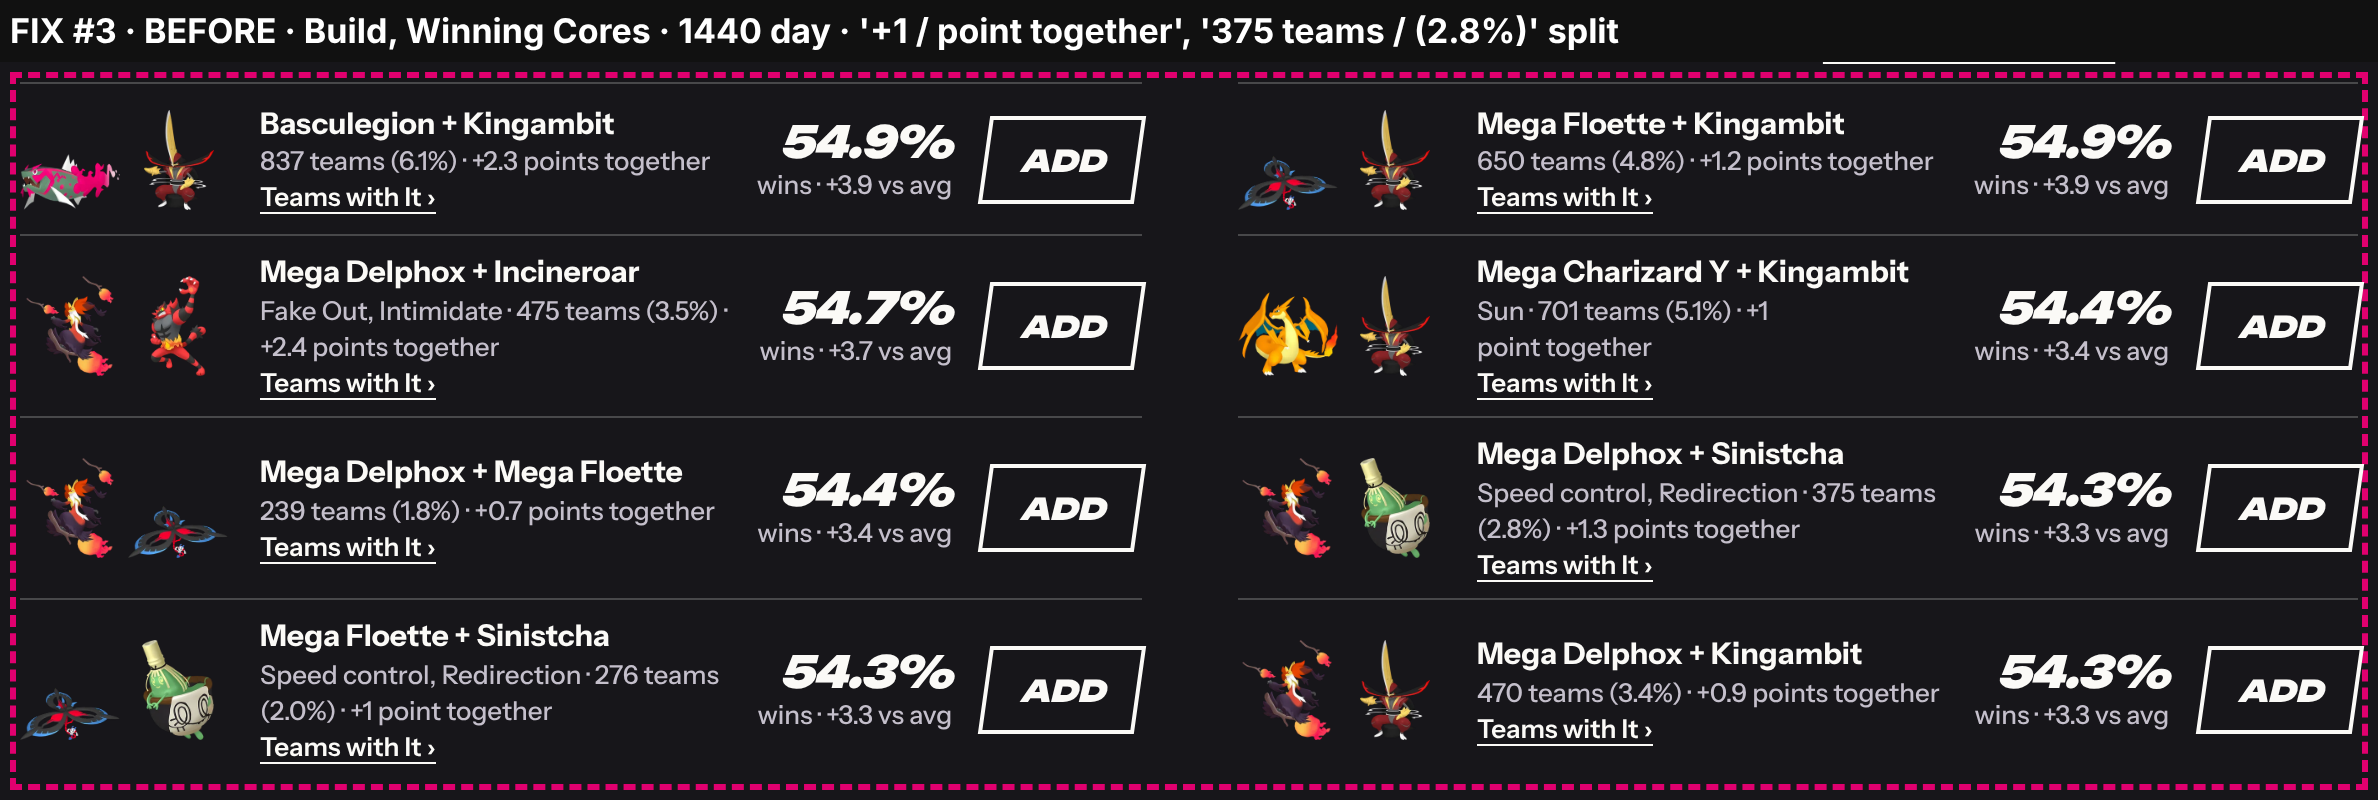 FIX #3 · BEFORE · Build, Winning Cores · 1440 day · '+1 / point together', '375 teams / (2.8%)' split
Basculegion + Kingambit
837 teams (6.1%) · +2.3 points together
Teams with It ›
54.9%
wins · +3.9 vs avg
ADD
Mega Floette + Kingambit
650 teams (4.8%) · +1.2 points together
Teams with It ›
54.9%
wins · +3.9 vs avg
ADD
Mega Delphox + Incineroar
Fake Out, Intimidate · 475 teams (3.5%) ·
+2.4 points together
Teams with It ›
54.7%
wins · +3.7 vs avg
ADD
Mega Charizard Y + Kingambit
Sun · 701 teams (5.1%) · +1
point together
Teams with It ›
54.4%
wins · +3.4 vs avg
ADD
Mega Delphox + Mega Floette
239 teams (1.8%) · +0.7 points together
Teams with It ›
54.4%
wins · +3.4 vs avg
ADD
Mega Delphox + Sinistcha
Speed control, Redirection · 375 teams
(2.8%) · +1.3 points together
Teams with It ›
54.3%
wins · +3.3 vs avg
ADD
Mega Floette + Sinistcha
Speed control, Redirection · 276 teams
(2.0%) · +1 point together
Teams with It ›
54.3%
wins · +3.3 vs avg
ADD
Mega Delphox + Kingambit
470 teams (3.4%) · +0.9 points together
Teams with It ›
54.3%
wins · +3.3 vs avg
ADD